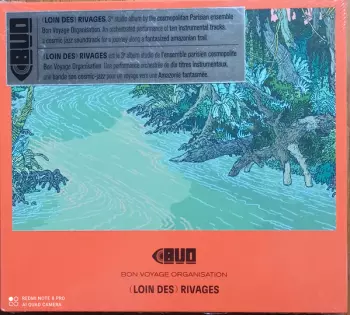 (LOIN DES) RIVAGES, 2ⁿᵈ studio album by the cosmopolitan Parisian ensemble
Bon Voyage Organisation. An orchestrated performance of ten instrumental tracks,
a cosmic-jazz soundtrack for a journey along a fantasized amazonian trail.
(LOIN DES) RIVAGES est le 2ᵉ album studio de l'ensemble parisien cosmopolite
Bon Voyage Organisation. Une performance orchestrée de dix titres instrumentaux,
une bande son cosmic-jazz pour un voyage vers une Amazonie fantasmée.
BVO
BVO
BON VOYAGE ORGANISATION
(LOIN DES) RIVAGES
REDMI NOTE 8 PRO
AI QUAD CAMERA